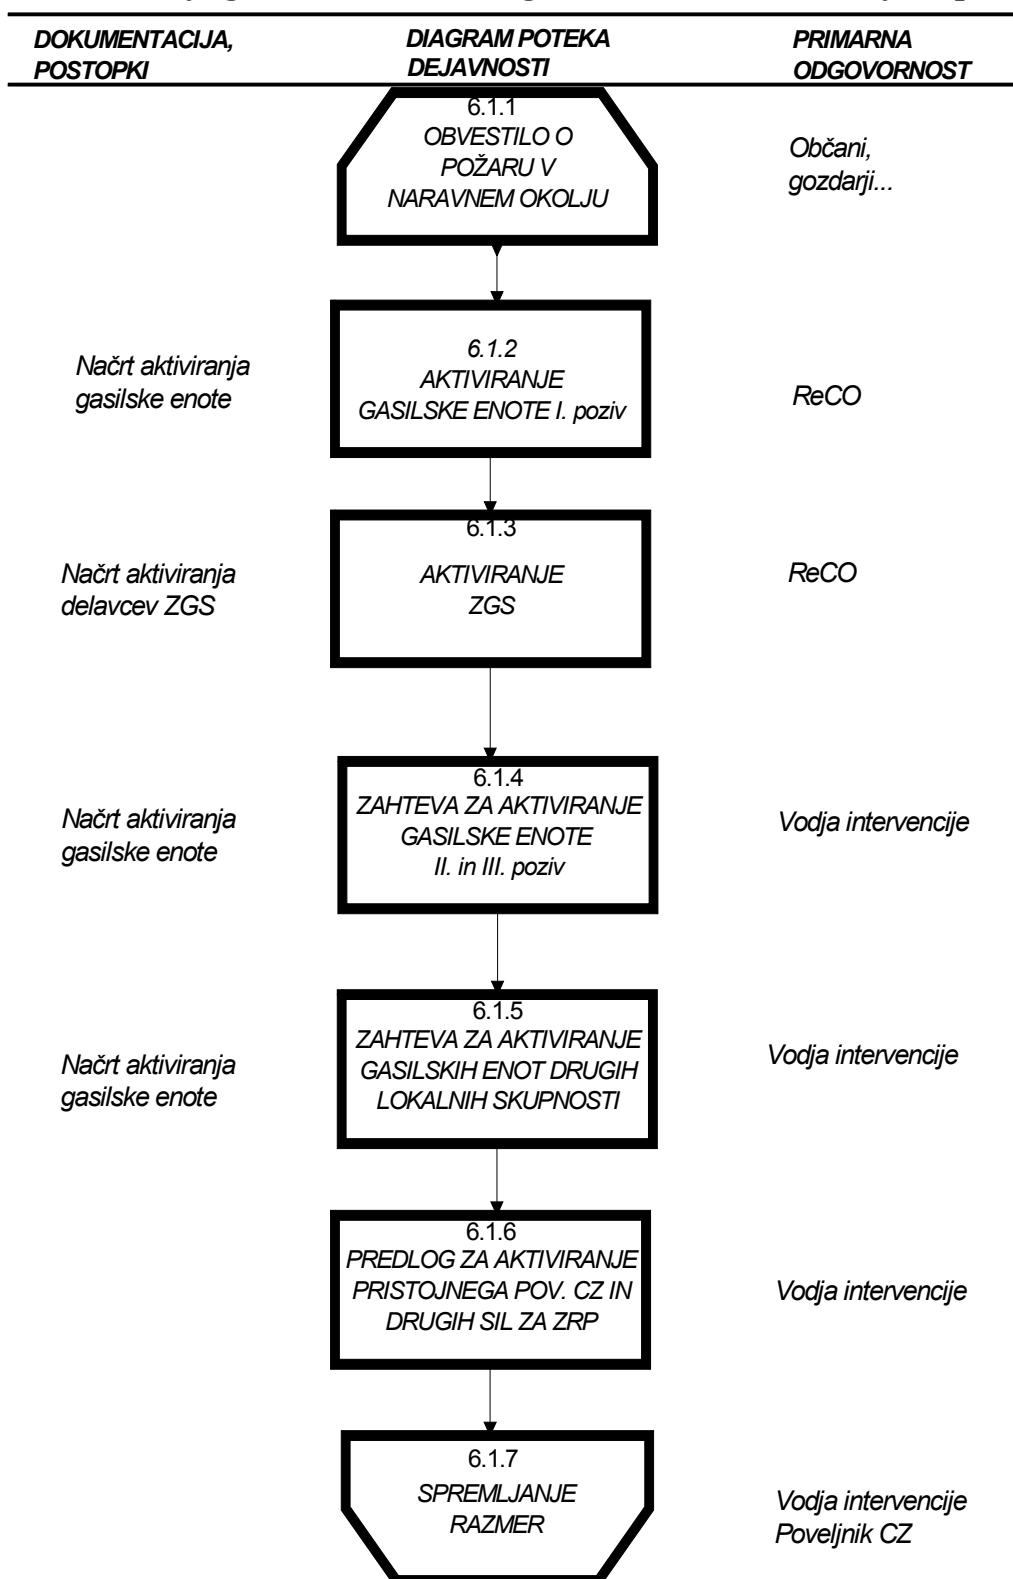 DOKUMENTACIJA,
POSTOPKI
DIAGRAM POTEKA
DEJAVNOSTI
PRIMARNA
ODGOVORNOST
6.1.1
OBVESTILO O
POŽARU V
NARAVNEM OKOLJU
Občani,
gozdarji...
Načrt aktiviranja
gasilske enote
6.1.2
AKTIVIRANJE
GASILSKE ENOTE I. poziv
ReCO
Načrt aktiviranja
delavcev ZGS
6.1.3
AKTIVIRANJE
ZGS
ReCO
Načrt aktiviranja
gasilske enote
6.1.4
ZAHTEVA ZA AKTIVIRANJE
GASILSKE ENOTE
II. in III. poziv
Vodja intervencije
Načrt aktiviranja
gasilske enote
6.1.5
ZAHTEVA ZA AKTIVIRANJE
GASILSKIH ENOT DRUGIH
LOKALNIH SKUPNOSTI
Vodja intervencije
6.1.6
PREDLOG ZA AKTIVIRANJE
PRISTOJNEGA POV. CZ IN
DRUGIH SIL ZA ZRP
Vodja intervencije
6.1.7
SPREMLJANJE
RAZMER
Vodja intervencije
Poveljnik CZ